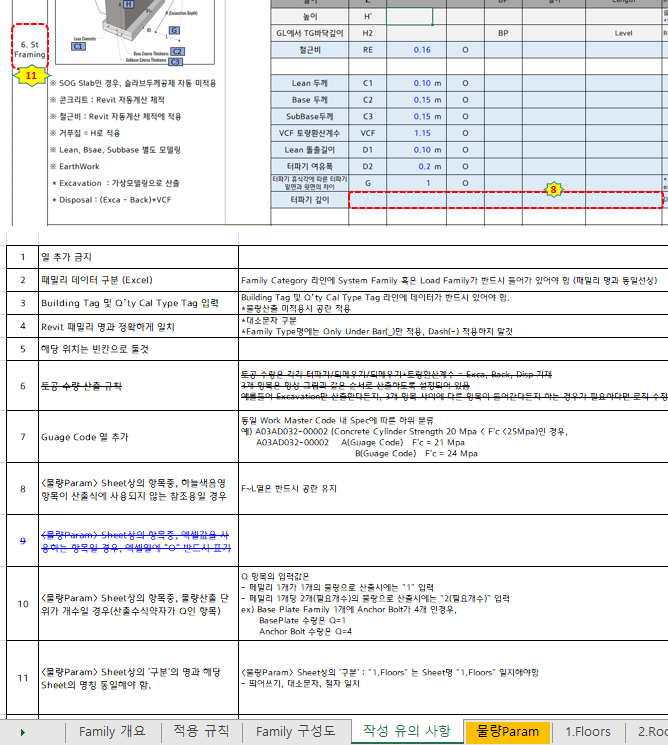 H
H (Excavation Depth)
G
Lean Concrete
C1
Base Course Thickness
C2
Subbase Course Thickness
C3
6. St
Framing
11
※ SOG Slab인 경우, 슬라브두께공제 자동 미적용
※ 콘크리트 : Revit 자동계산 체적
※ 철근비 : Revit 자동계산 체적에 적용
※ 거푸집 = H로 적용
※ Lean, Bsae, Subbase 별도 모델링
※ EarthWork
* Excavation : 가상모델링으로 산출
* Disposal : (Exca - Back)*VCF
높이 H'
GL에서 TG바닥깊이 H2 BP Level
철근비 RE 0.16 O
Lean 두께 C1 0.10 m O
Base 두께 C2 0.15 m O
SubBase두께 C3 0.15 m O
VCF 토량환산계수 VCF 1.15 O
Lean 돌출길이 D1 0.10 m O
터파기 여유폭 D2 0.2 m O
터파기 휴식각에 따른 터파기
밑면과 윗면의 차이 G 1 O
8
터파기 깊이
1 열 추가 금지
2 패밀리 데이터 구분 (Excel) Family Category 라인에 System Family 혹은 Load Family가 반드시 들어가 있어야 함 (패밀리 명과 동일선상)
3 Building Tag 및 Q'ty Cal Type Tag 입력 Building Tag 및 Q'ty Cal Type Tag 라인에 데이터가 반드시 있어야 함.
*물량산출 미적용시 공란 적용
4 Revit 패밀리 명과 정확하게 일치 *대소문자 구분
*Family Type명에는 Only Under Bar(_)만 적용, Dash(-) 적용하지 말것
5 해당 위치는 빈칸으로 둘것
6 토공 수량 산출 규칙 토공 수량은 각각 터파기/되메우기/되메우기*토량환산계수 = Exca, Back, Disp 기재
3개 항목은 항상 그림과 같은 순서로 산출하도록 설정되어 있음
예를들어 Excavation만 산출한다든지, 3개 항목 사이에 다른 항목이 들어간다든지 하는 경우가 필요하다면 로직 수정
7 Guage Code 열 추가 동일 Work Master Code 내 Spec에 따른 하위 분류
예) A03AD032-00002 (Concrete Cylinder Strength 20 Mpa < F'c <25Mpa)인 경우,
A03AD032-00002 A(Guage Code) F'c = 21 Mpa
B(Guage Code) F'c = 24 Mpa
8 <물량Param> Sheet상의 항목중, 하늘색음영
항목이 산출식에 사용되지 않는 참조용일 경우 F~L열은 반드시 공란 유지
9 <물량Param> Sheet상의 항목중, 엑셀값을 사
용하는 항목일 경우, 엑셀열에 "O" 반드시 표기
10 <물량Param> Sheet상의 항목중, 물량산출 단
위가 개수일 경우(산출수식약자가 Q인 항목) Q 항목의 입력값은
- 패밀리 1개가 1개의 물량으로 산출시에는 "1" 입력
- 패밀리 1개당 2개(필요개수)의 물량으로 산출시에는 "2(필요개수)" 입력
ex) Base Plate Family 1개에 Anchor Bolt가 4개 인경우,
BasePlate 수량은 Q=1
Anchor Bolt 수량은 Q=4
11 <물량Param> Sheet상의 '구분'의 명과 해당
Sheet의 명칭 동일해야 함. <물량Param> Sheet상의 '구분' : "1.Floors" 는 Sheet명 "1.Floors" 일치해야함
- 띄어쓰기, 대소문자, 철자 일치
Family 개요 적용 규칙 Family 구성도 작성 유의 사항 물량Param 1.Floors 2.Roo